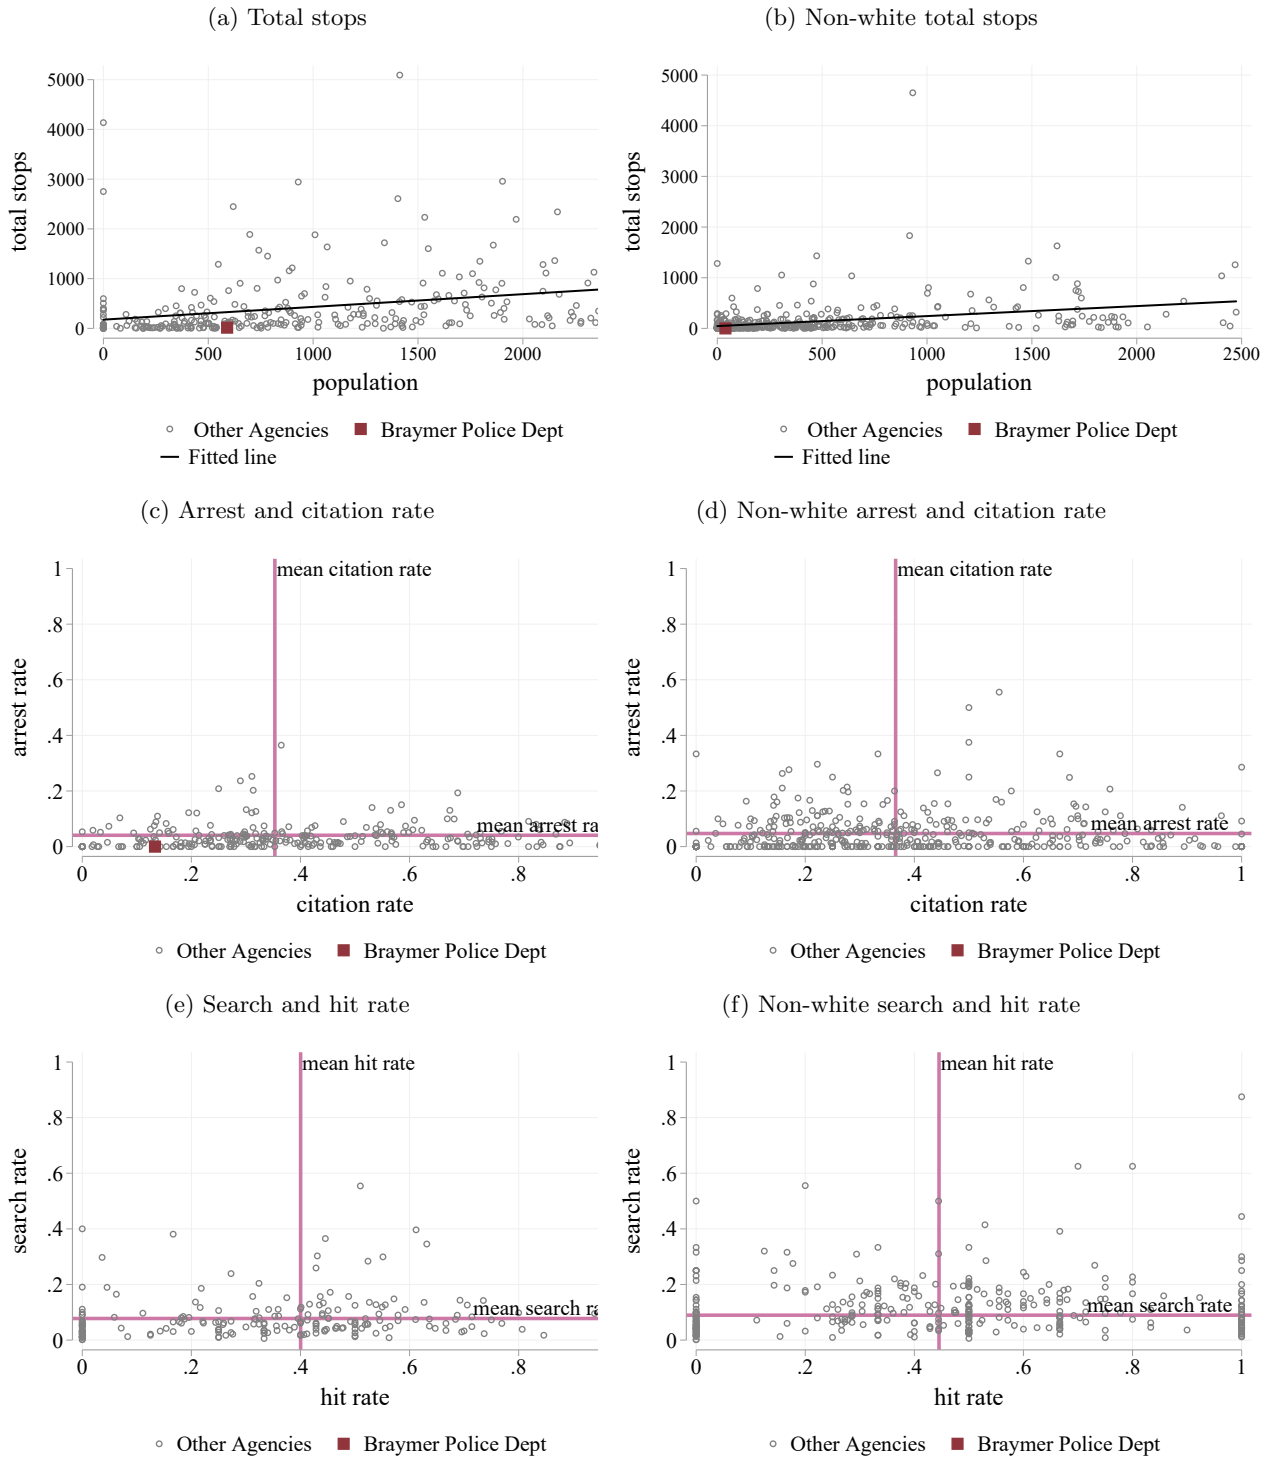 (a) Total stops
(b) Non-white total stops
total stops
5000
4000
3000
2000
1000
0
0 500 1000 1500 2000
population
Other Agencies Braymer Police Dept
Fitted line
total stops
5000
4000
3000
2000
1000
0
0 500 1000 1500 2000 2500
population
Other Agencies Braymer Police Dept
Fitted line
(c) Arrest and citation rate
(d) Non-white arrest and citation rate
arrest rate
1
.8
.6
.4
.2
0
mean citation rate
mean arrest ra
0 .2 .4 .6 .8
citation rate
Other Agencies Braymer Police Dept
arrest rate
1
.8
.6
.4
.2
0
mean citation rate
mean arrest rate
0 .2 .4 .6 .8 1
citation rate
Other Agencies Braymer Police Dept
(e) Search and hit rate
(f) Non-white search and hit rate
search rate
1
.8
.6
.4
.2
0
mean hit rate
mean search ra
0 .2 .4 .6 .8
hit rate
Other Agencies Braymer Police Dept
search rate
1
.8
.6
.4
.2
0
mean hit rate
mean search rate
0 .2 .4 .6 .8 1
hit rate
Other Agencies Braymer Police Dept